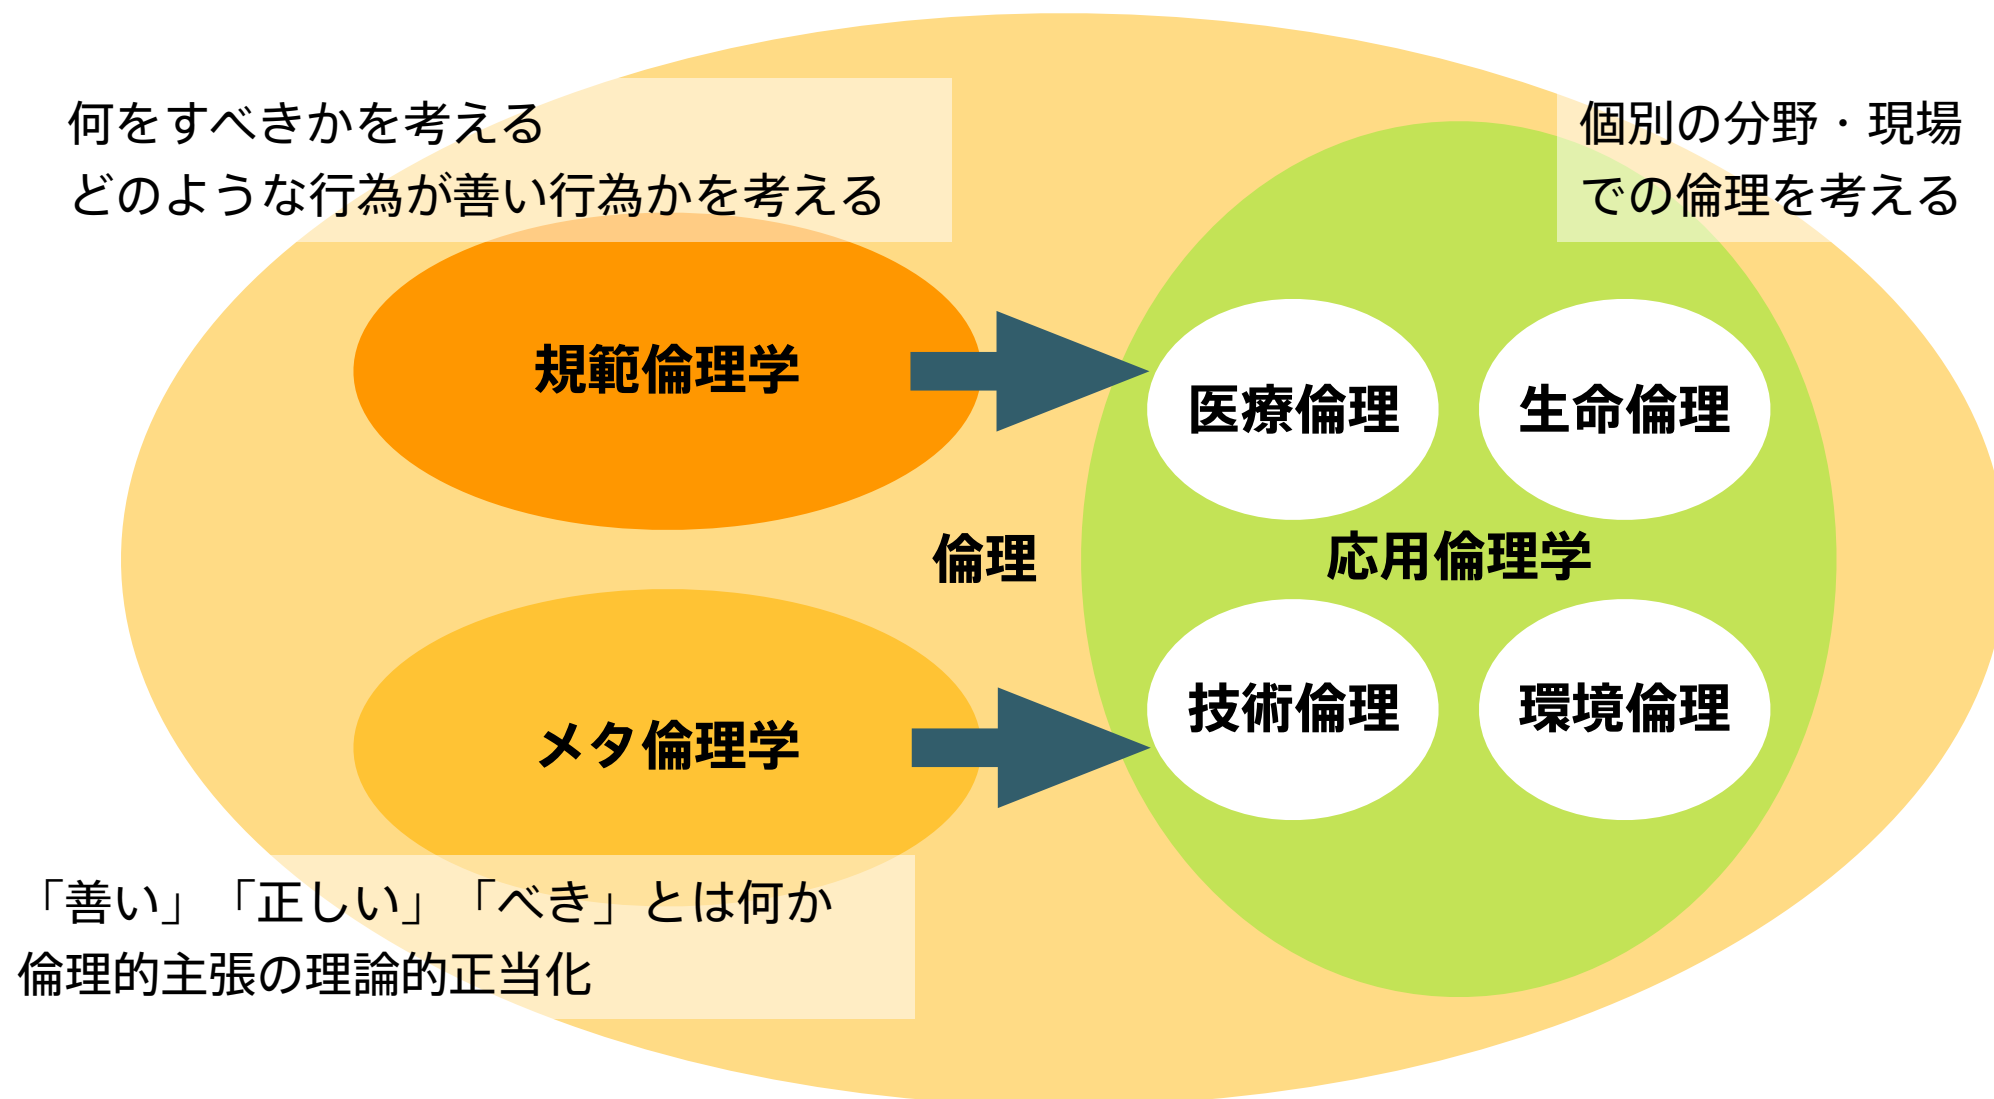 何をすべきかを考える
どのような行為が善い行為かを考える
個別の分野・現場
での倫理を考える
規範倫理学
医療倫理
生命倫理
倫理
応用倫理学
メタ倫理学
技術倫理
環境倫理
「善い」「正しい」「べき」とは何か
倫理的主張の理論的正当化